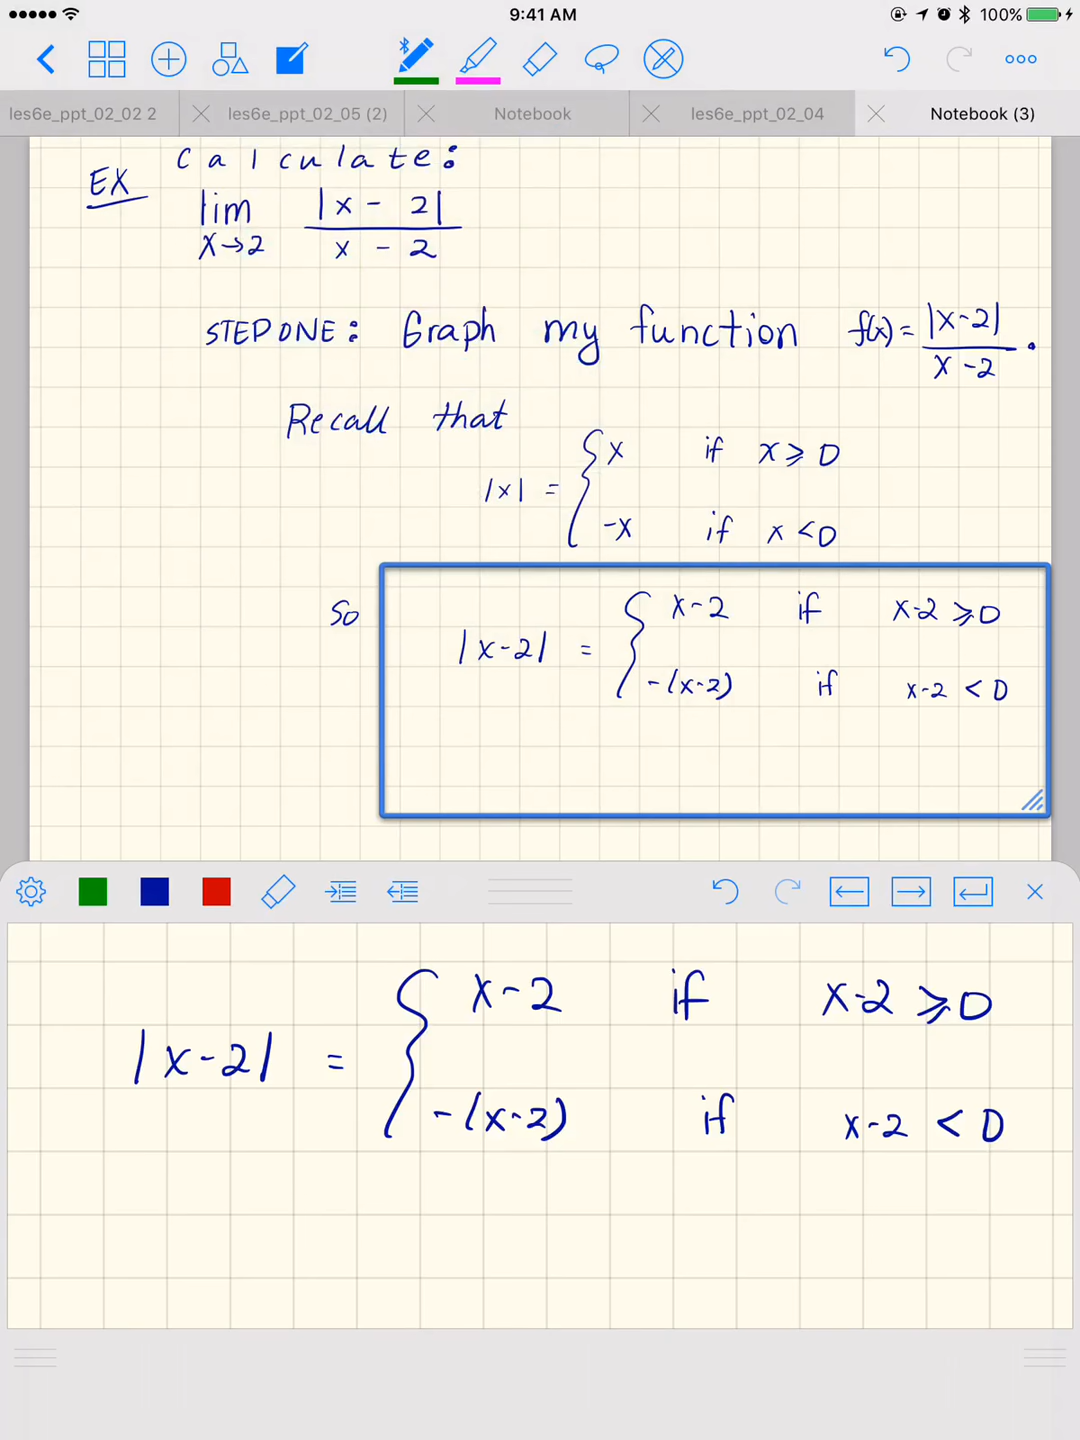 9:41 AM
100%
les6e_ppt_02_02 2
les6e_ppt_02_05 (2)
Notebook
les6e_ppt_02_04
Notebook (3)
EX Calculate:
lim x→2 |x - 2| / x - 2
STEP ONE: Graph my function f(x) = |x-2| / x-2 .
Recall that
|x| = { x if x ⩾ 0
-x if x < 0
So |x-2| = { x-2 if x-2 ⩾ 0
-(x-2) if x-2 < 0
|x-2| = { x-2 if x-2 ⩾ 0
-(x-2) if x-2 < 0